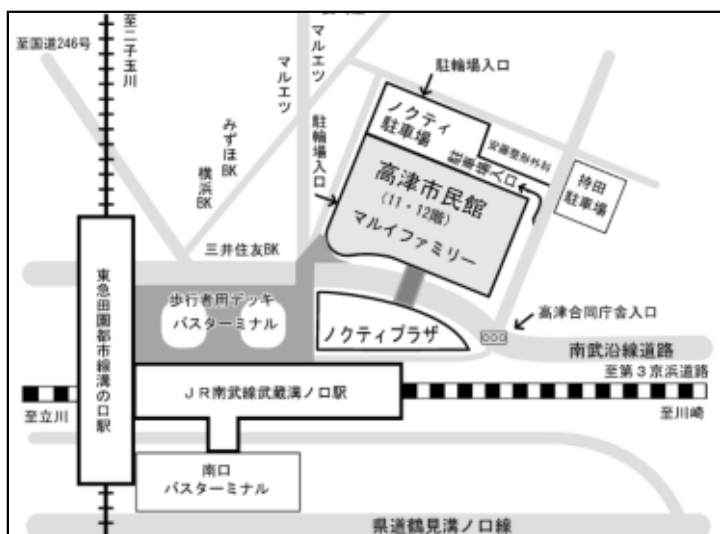 至国道246号
至二子玉川
マルエツ
マルエツ
駐輪場入口
みずほBK
横浜BK
駐輪場入口
ノクティ
駐車場
安藤整形外科
駐車場入口
持田
駐車場
高津市民館
(11・12階)
マルイファミリー
三井住友BK
東急田園都市線溝の口駅
歩行者用デッキ
バスターミナル
ノクティプラザ
高津合同庁舎入口
南武沿線道路
至第3京浜道路
JR南武線武蔵溝ノ口駅
至立川
至川崎
南口
バスターミナル
県道鶴見溝ノ口線